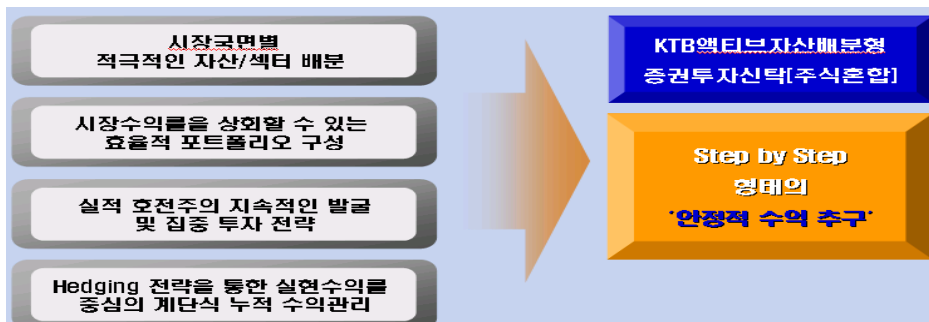 시장국면별
적극적인 자산/섹터 배분
시장수익률을 상회할 수 있는
효율적 포트폴리오 구성
실적 호전주의 지속적인 발굴
및 집중 투자 전략
Hedging 전략을 통한 실현수익률
중심의 계단식 누적 수익관리
KTB액티브자산배분형
증권투자신탁[주식혼합]
Step by Step
형태의
'안정적 수익 추구'